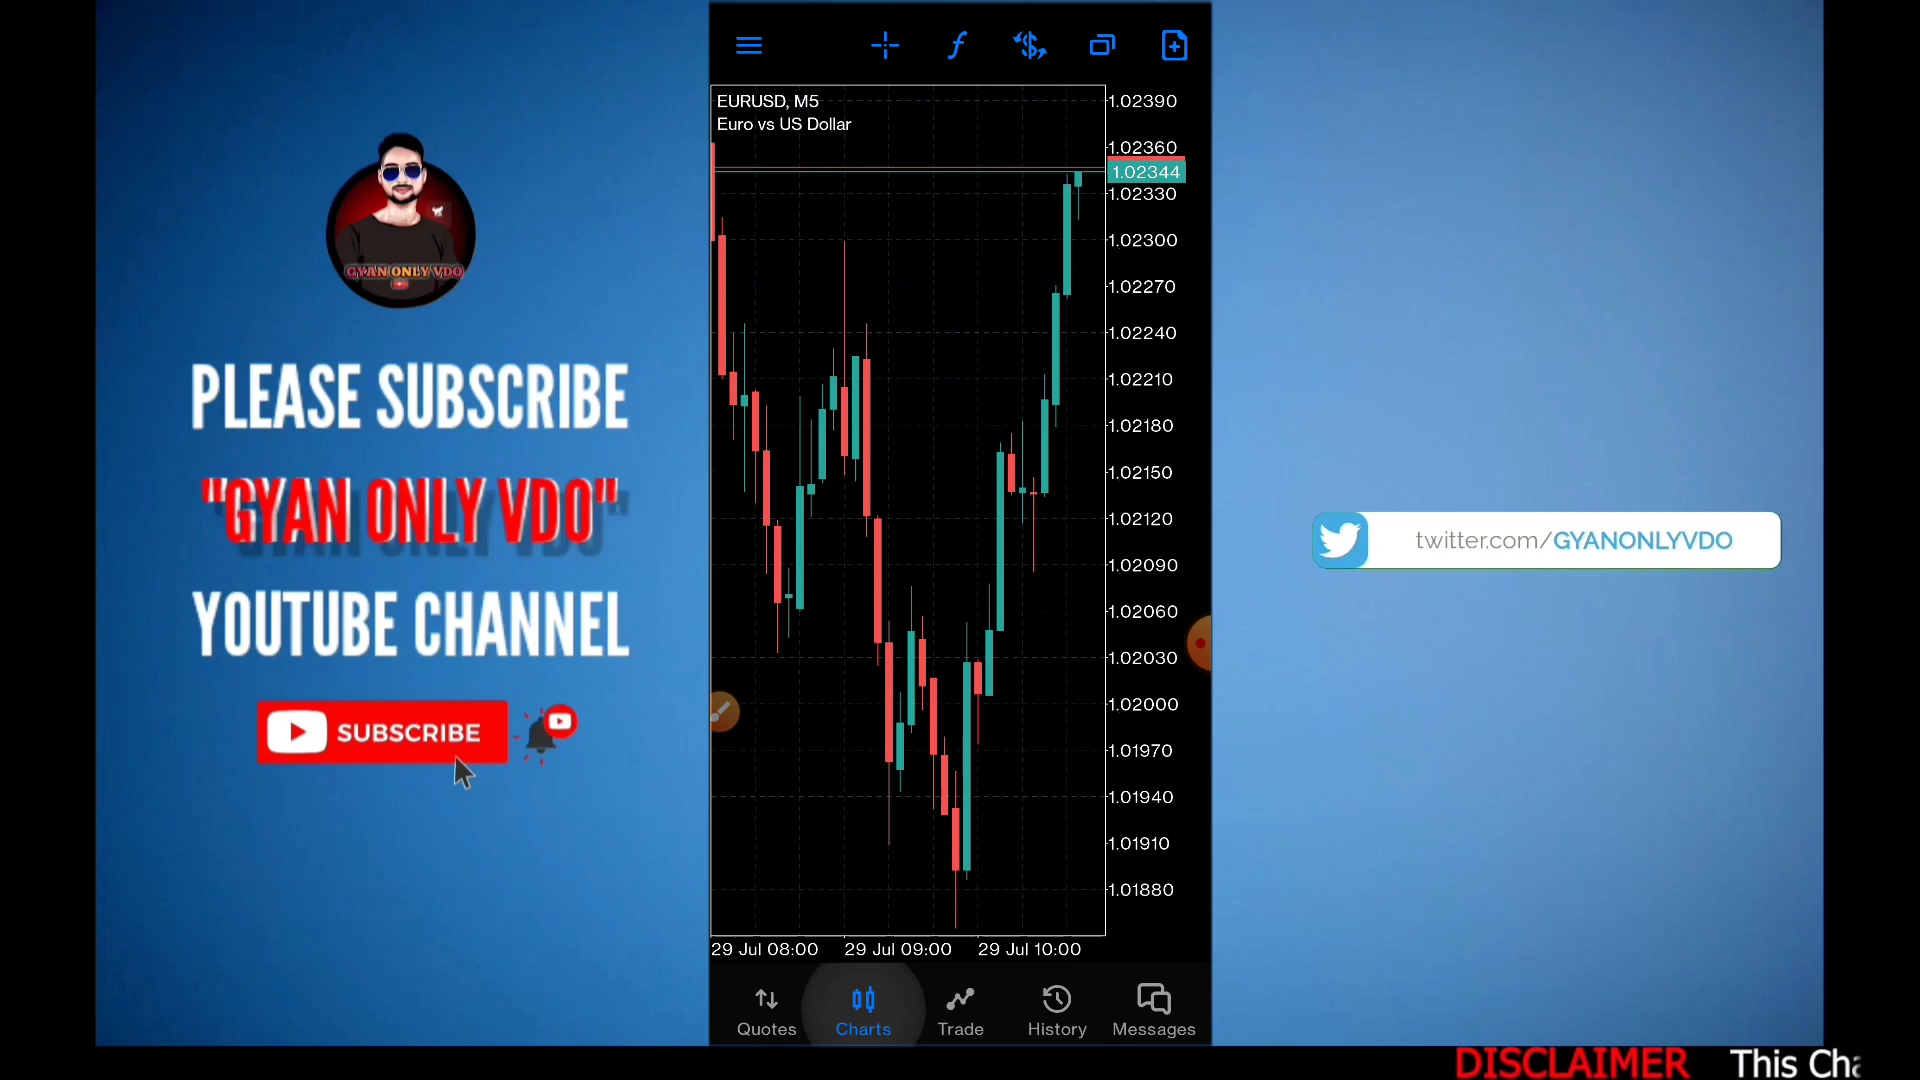 GYAN ONLY VDO
PLEASE SUBSCRIBE
"GYAN ONLY VDO"
YOUTUBE CHANNEL
SUBSCRIBE
EURUSD, M5
Euro vs US Dollar
1.02390
1.02360
1.02344
1.02330
1.02300
1.02270
1.02240
1.02210
1.02180
1.02150
1.02120
1.02090
1.02060
1.02030
1.02000
1.01970
1.01940
1.01910
1.01880
29 Jul 08:00 29 Jul 09:00 29 Jul 10:00
Quotes Charts Trade History Messages
twitter.com/GYANONLYVDO
DISCLAIMER This Cha